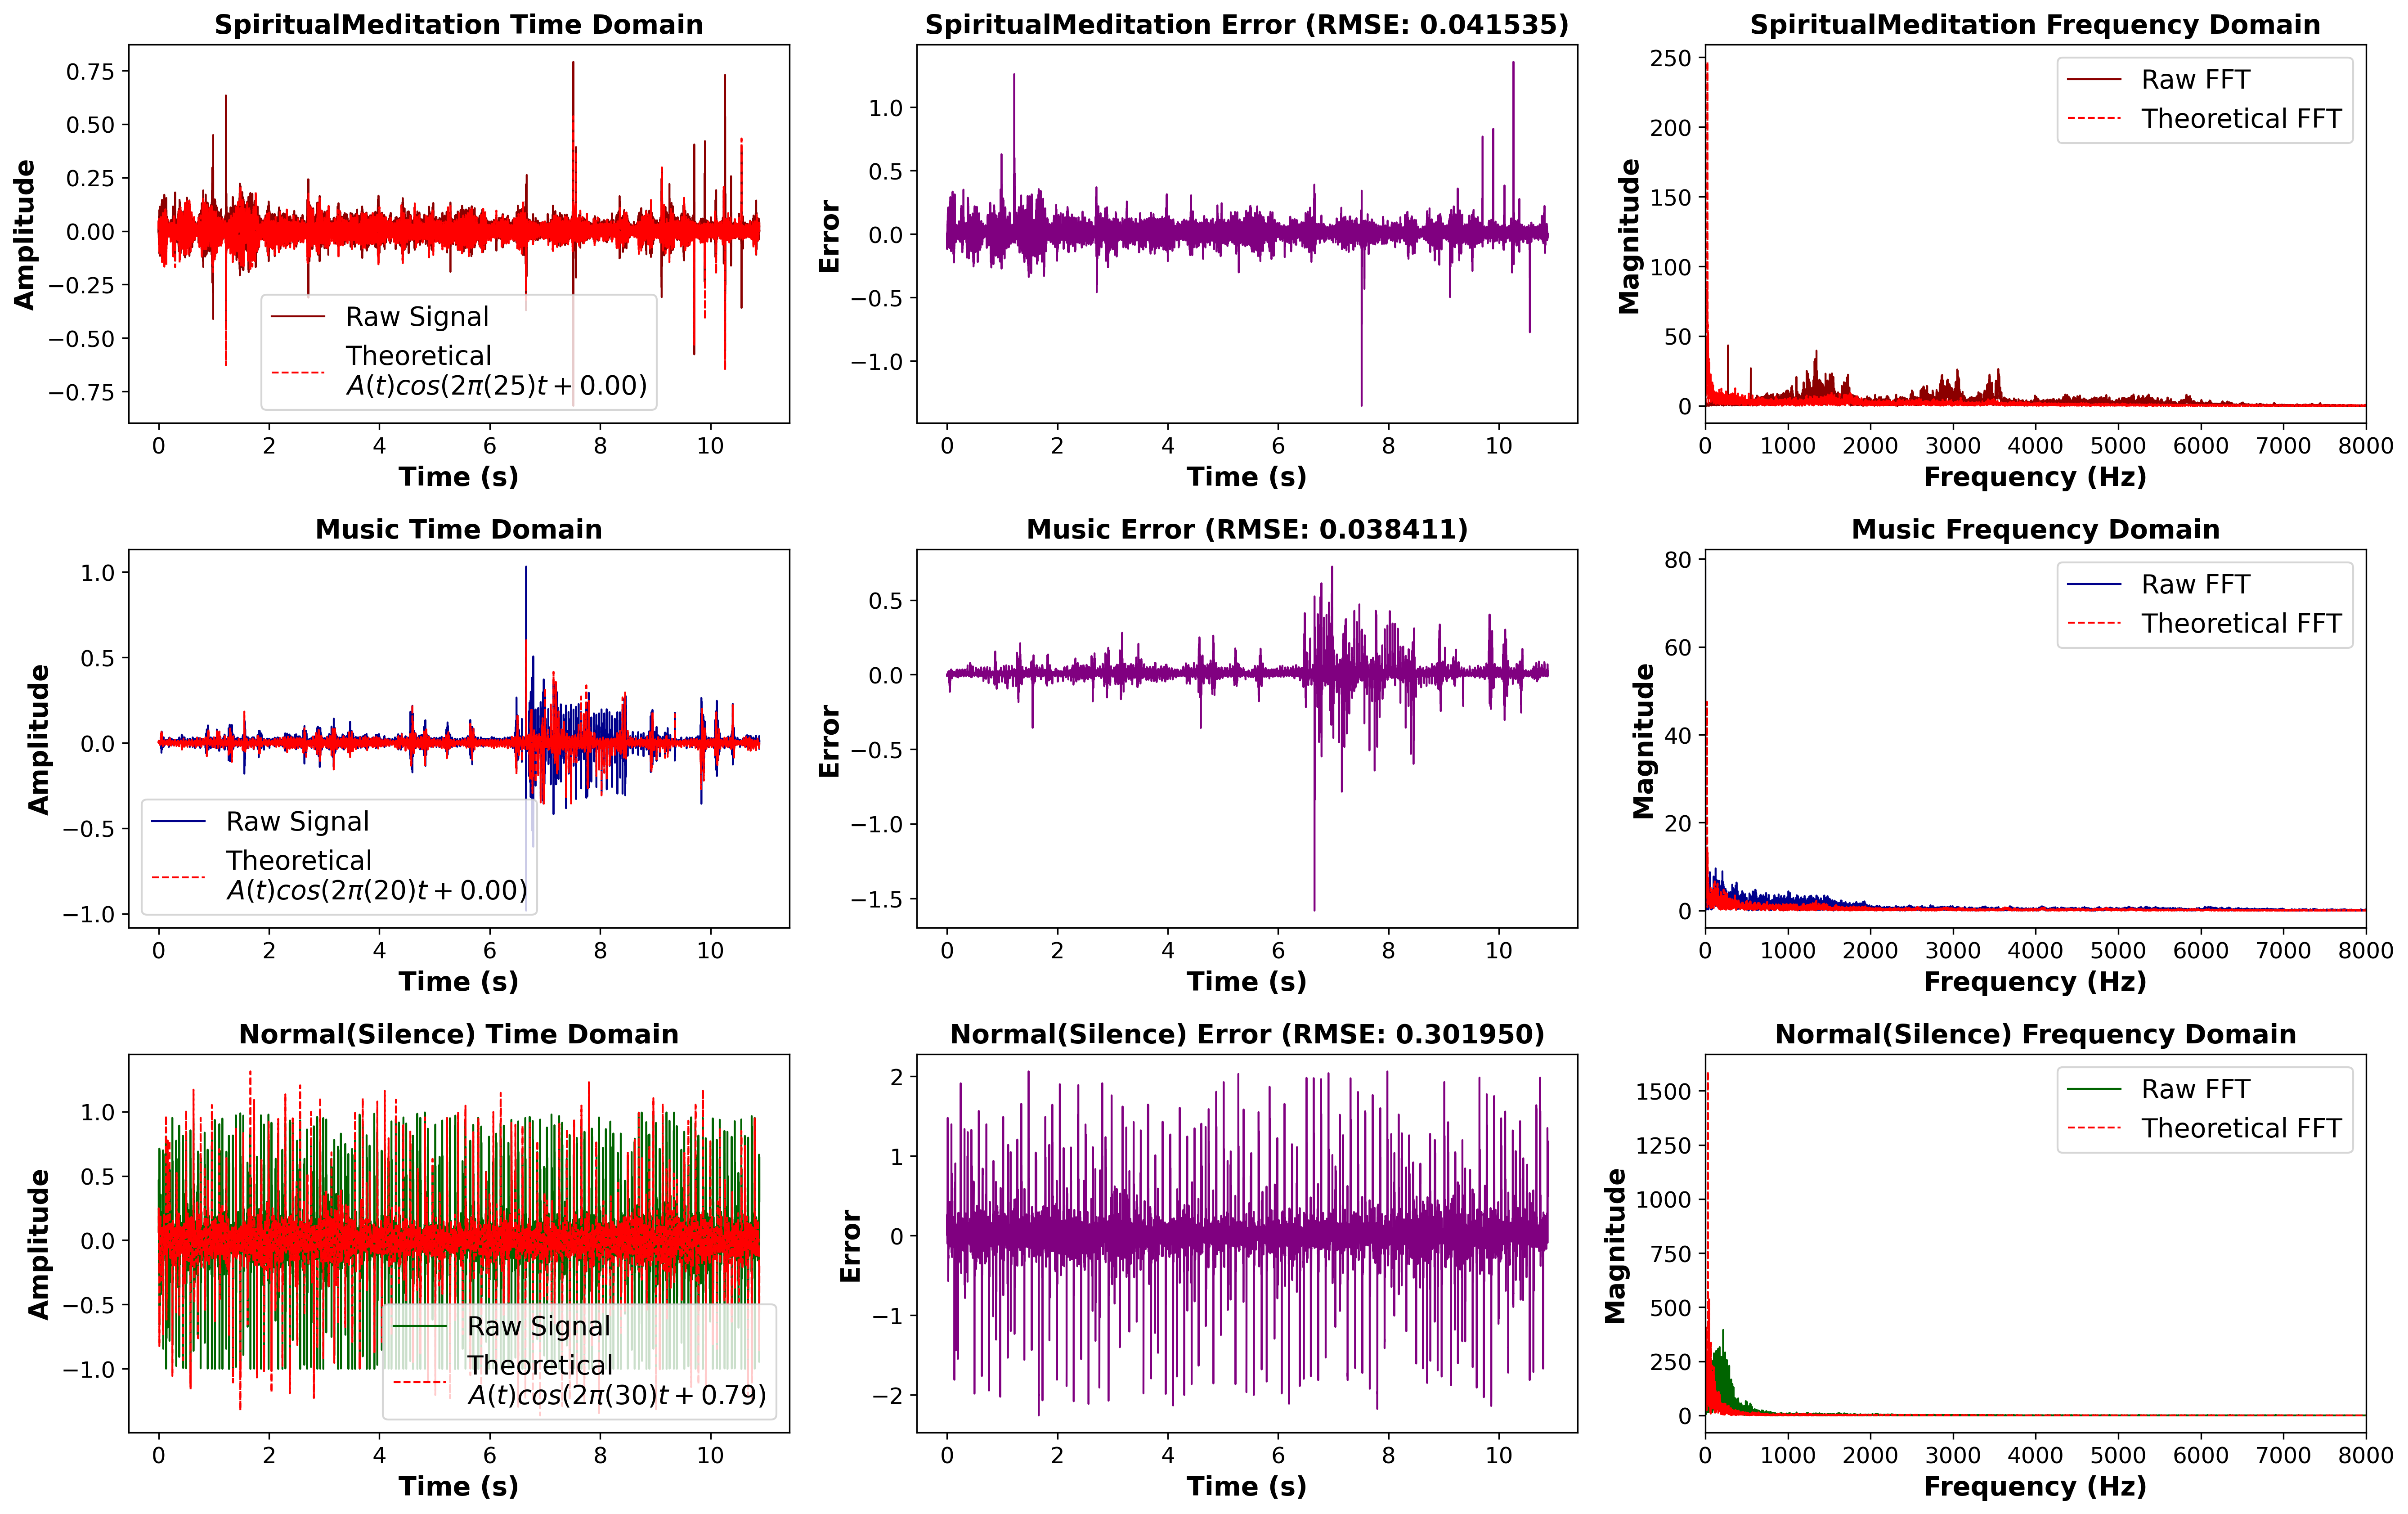 SpiritualMeditation Time Domain
Amplitude
0.75
0.50
0.25
0.00
−0.25
−0.50
−0.75
Raw Signal
Theoretical
A(t)cos(2π(25)t + 0.00)
0 2 4 6 8 10
Time (s)
SpiritualMeditation Error (RMSE: 0.041535)
Error
1.0
0.5
0.0
−0.5
−1.0
0 2 4 6 8 10
Time (s)
SpiritualMeditation Frequency Domain
Magnitude
250
200
150
100
50
0
Raw FFT
Theoretical FFT
0 1000 2000 3000 4000 5000 6000 7000 8000
Frequency (Hz)
Music Time Domain
Amplitude
1.0
0.5
0.0
−0.5
−1.0
Raw Signal
Theoretical
A(t)cos(2π(20)t + 0.00)
0 2 4 6 8 10
Time (s)
Music Error (RMSE: 0.038411)
Error
0.5
0.0
−0.5
−1.0
−1.5
0 2 4 6 8 10
Time (s)
Music Frequency Domain
Magnitude
80
60
40
20
0
Raw FFT
Theoretical FFT
0 1000 2000 3000 4000 5000 6000 7000 8000
Frequency (Hz)
Normal(Silence) Time Domain
Amplitude
1.0
0.5
0.0
−0.5
−1.0
Raw Signal
Theoretical
A(t)cos(2π(30)t + 0.79)
0 2 4 6 8 10
Time (s)
Normal(Silence) Error (RMSE: 0.301950)
Error
2
1
0
−1
−2
0 2 4 6 8 10
Time (s)
Normal(Silence) Frequency Domain
Magnitude
1500
1250
1000
750
500
250
0
Raw FFT
Theoretical FFT
0 1000 2000 3000 4000 5000 6000 7000 8000
Frequency (Hz)